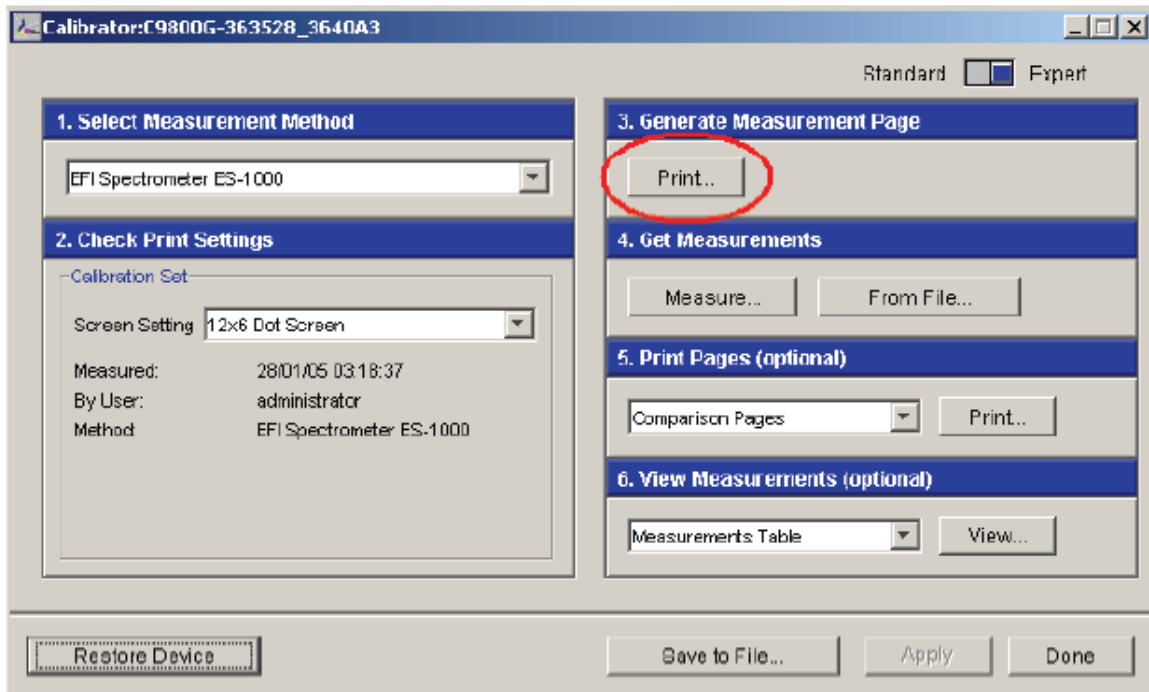 Calibrator:C9800G-363528_3640A3
Standard Expert
1. Select Measurement Method
EFI Spectrometer ES-1000
2. Check Print Settings
Calibration Set
Screen Setting 12x6 Dot Screen
Measured: 28/01/05 03:18:37
By User: administrator
Method: EFI Spectrometer ES-1000
3. Generate Measurement Page
Print..
4. Get Measurements
Measure... From File...
5. Print Pages (optional)
Comparison Pages Print...
6. View Measurements (optional)
Measurements Table View...
Restore Device Save to File... Apply Done